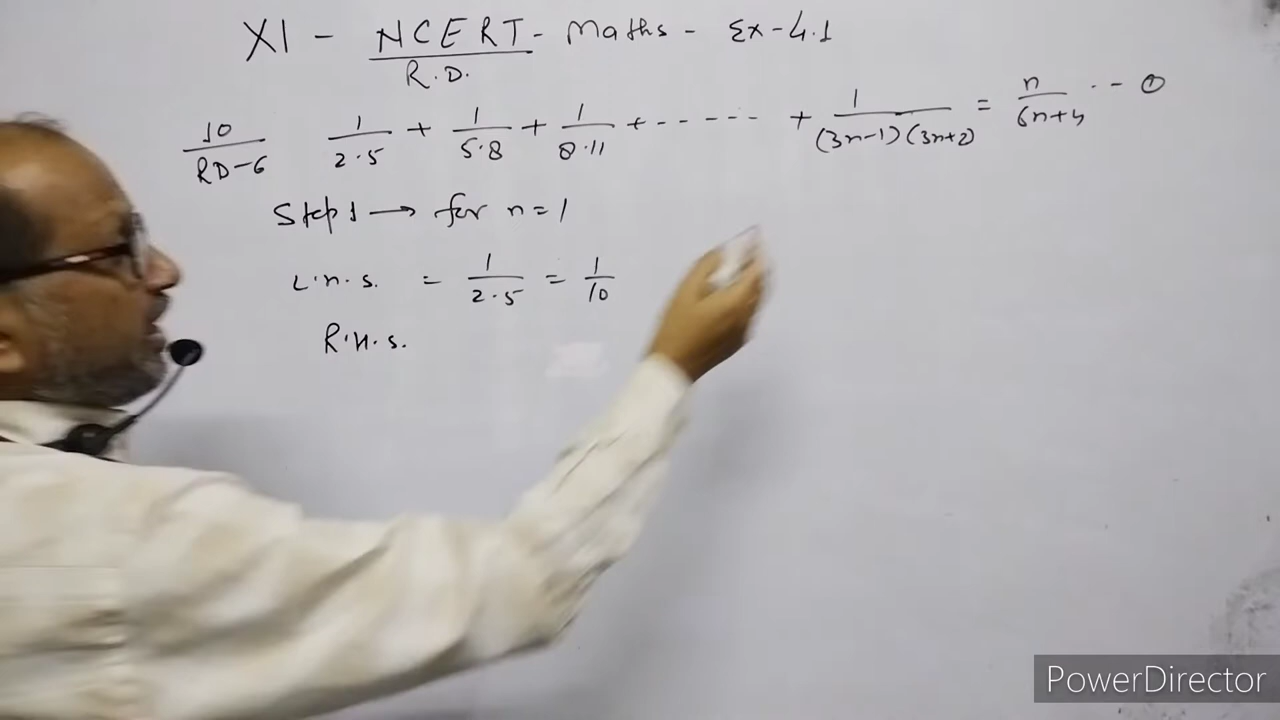 XI - NCERT - Maths - Ex-4.1
R.D.
10/RD-6 1/2.5 + 1/5.8 + 1/8.11 + ------ + 1/(3n-1)(3n+2) = n/6n+4 -- ①
Step 1 → for n = 1
L.H.S. = 1/2.5 = 1/10
R.H.S.
PowerDirector